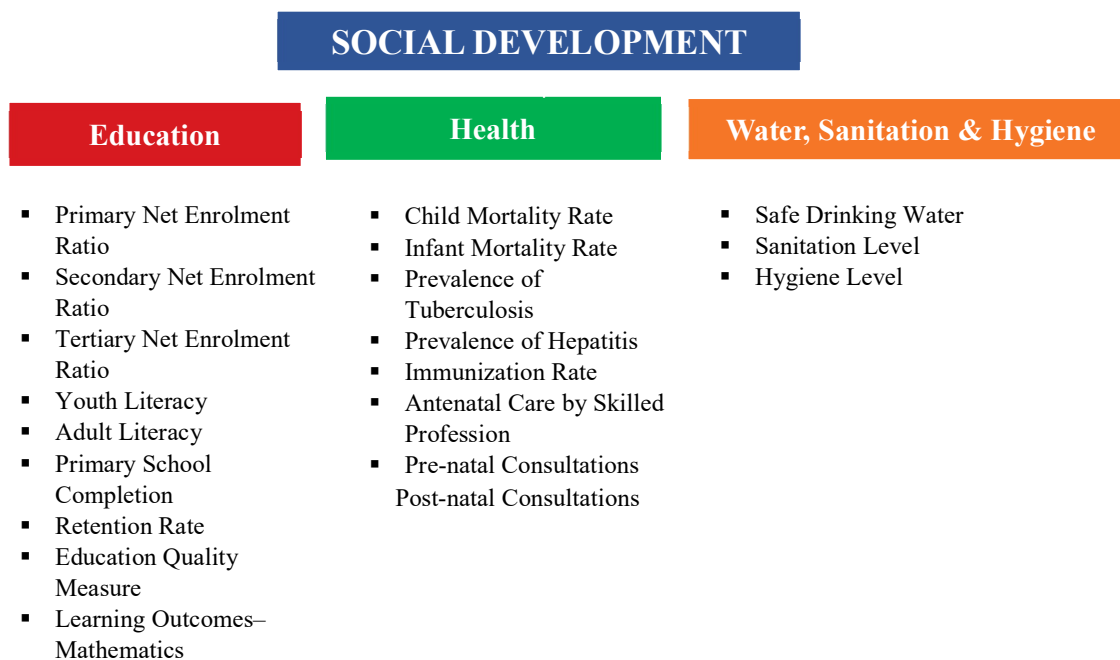 SOCIAL DEVELOPMENT
Education
▪ Primary Net Enrolment
Ratio
▪ Secondary Net Enrolment
Ratio
▪ Tertiary Net Enrolment
Ratio
▪ Youth Literacy
▪ Adult Literacy
▪ Primary School
Completion
▪ Retention Rate
▪ Education Quality
Measure
▪ Learning Outcomes–
Mathematics
Health
▪ Child Mortality Rate
▪ Infant Mortality Rate
▪ Prevalence of
Tuberculosis
▪ Prevalence of Hepatitis
▪ Immunization Rate
▪ Antenatal Care by Skilled
Profession
▪ Pre-natal Consultations
Post-natal Consultations
Water, Sanitation & Hygiene
▪ Safe Drinking Water
▪ Sanitation Level
▪ Hygiene Level